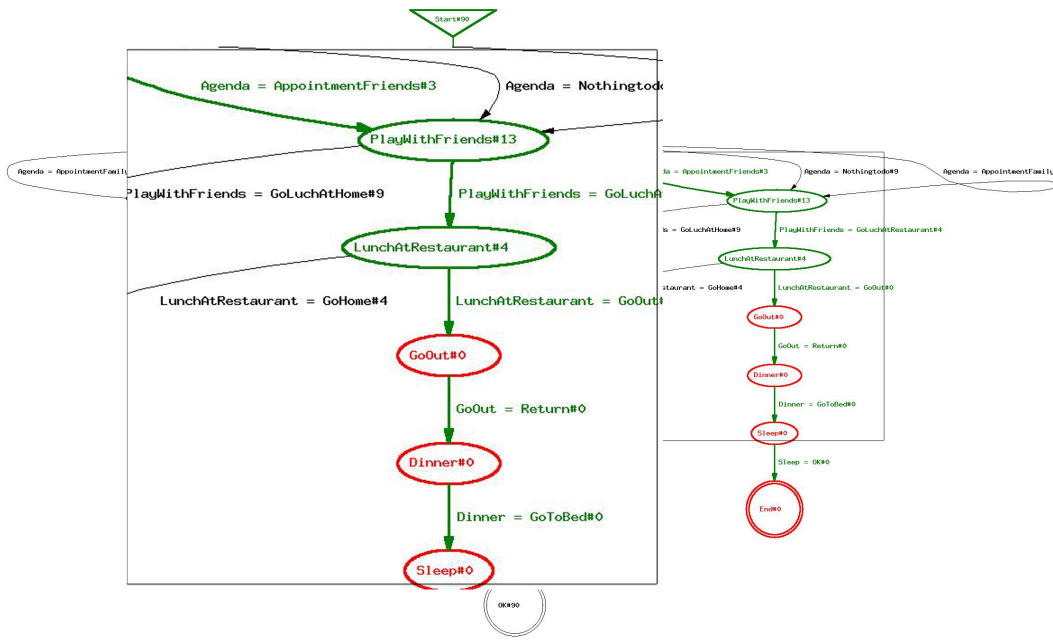 Start#90
Agenda = AppointmentFriends#3
Agenda = Nothingtodo
PlayWithFriends#13
PlayWithFriends = GoLuchAtHome#9
PlayWithFriends = GoLuchA
LunchAtRestaurant#4
LunchAtRestaurant = GoHome#4
LunchAtRestaurant = GoOut#
GoOut#0
GoOut = Return#0
Dinner#0
Dinner = GoToBed#0
Sleep#0
OK#90
Agenda = AppointmentFamily
da = AppointmentFriends#3
Agenda = Nothingtodo#9
Agenda = AppointmentFamily
PlayWithFriends#13
ds = GoLuchAtHome#9
PlayWithFriends = GoLuchAtRestaurant#4
LunchAtRestaurant#4
staurant = GoHome#4
LunchAtRestaurant = GoOut#0
GoOut#0
GoOut = Return#0
Dinner#0
Dinner = GoToBed#0
Sleep#0
Sleep = OK#0
End#0